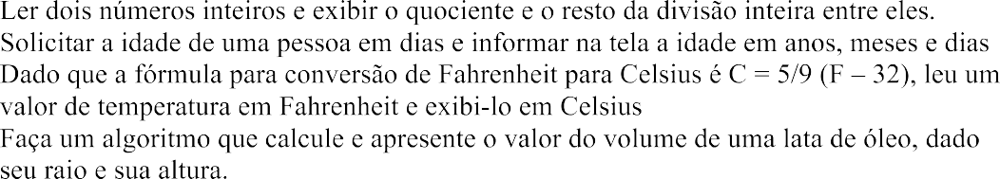 Ler dois números inteiros e exibir o quociente e o resto da divisão inteira entre eles.
Solicitar a idade de uma pessoa em dias e informar na tela a idade em anos, meses e dias
Dado que a fórmula para conversão de Fahrenheit para Celsius é C = 5/9 (F – 32), leu um
valor de temperatura em Fahrenheit e exibi-lo em Celsius
Faça um algoritmo que calcule e apresente o valor do volume de uma lata de óleo, dado
seu raio e sua altura.